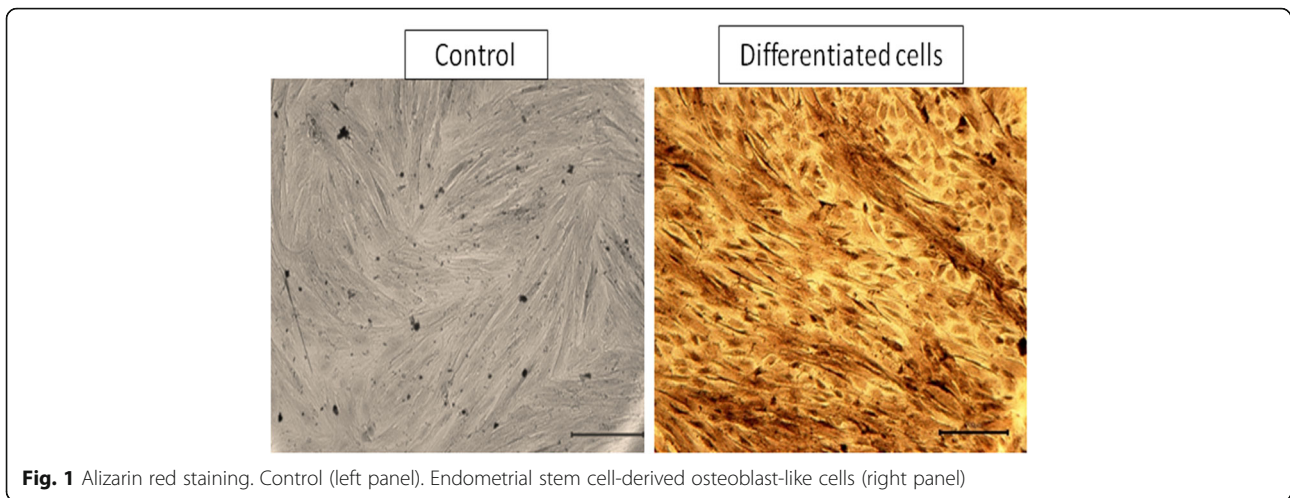 Control
Differentiated cells
Fig. 1 Alizarin red staining. Control (left panel). Endometrial stem cell-derived osteoblast-like cells (right panel)